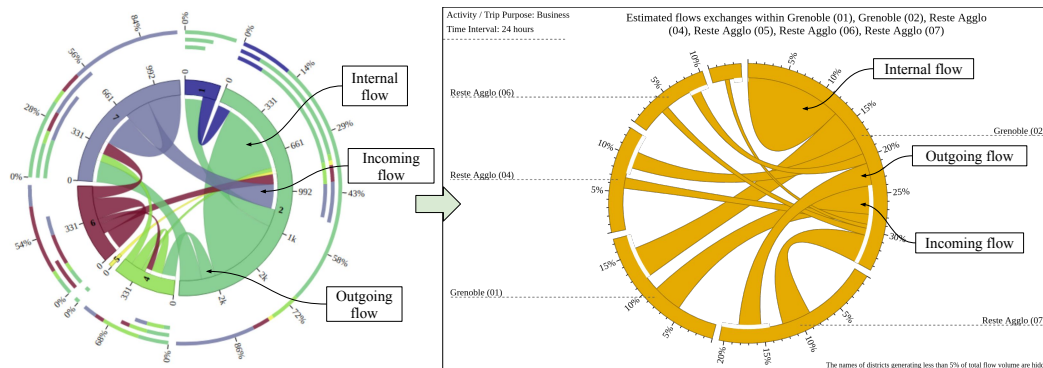 84%
0%
0%
56%
992
14%
661
0
0
1
7
331
Internal
flow
28%
331
661
29%
0%
0
Incoming
flow
992
43%
2
6
331
1k
54%
58%
0
0
5
4
2k
331
0
2k
Outgoing
flow
0%
0%
72%
68%
0%
86%
Activity / Trip Purpose: Business
Time Interval: 24 hours
Estimated flows exchanges within Grenoble (01), Grenoble (02), Reste Agglo
(04), Reste Agglo (05), Reste Agglo (06), Reste Agglo (07)
10%
5%
5%
10%
Internal flow
Reste Agglo (06)
15%
Grenoble (02
10%
20%
Outgoing flow
Reste Agglo (04)
5%
25%
30%
Incoming flow
15%
Grenoble (01)
10%
5%
5%
Reste Agglo (07
10%
20%
15%
The names of districts generating less than 5% of total flow volume are hid